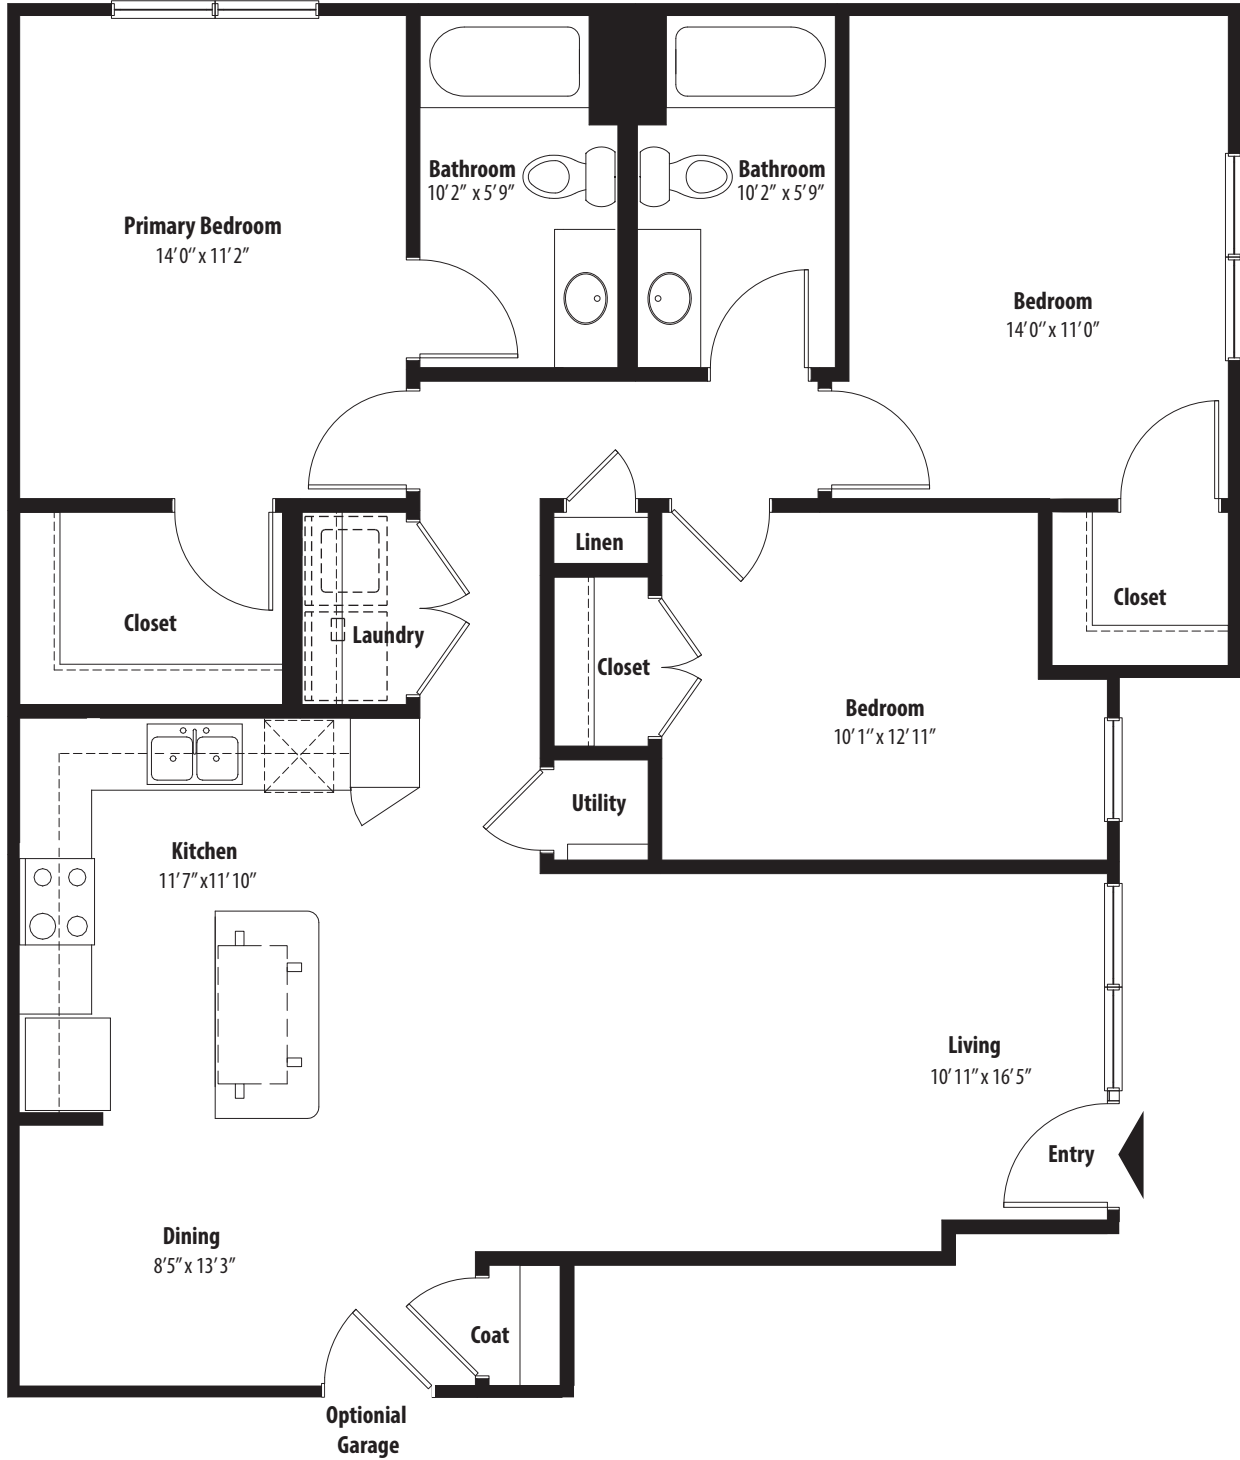 Bathroom
10'2" x 5'9"
Bathroom
10'2" x 5'9"
Primary Bedroom
14'0" x 11'2"
Bedroom
14'0" x 11'0"
Linen
Closet
Closet
Laundry
Closet
Bedroom
10'1" x 12'11"
Utility
Kitchen
11'7" x11'10"
Living
10'11" x 16'5"
Entry
Dining
8'5" x 13'3"
Coat
Optionial
Garage